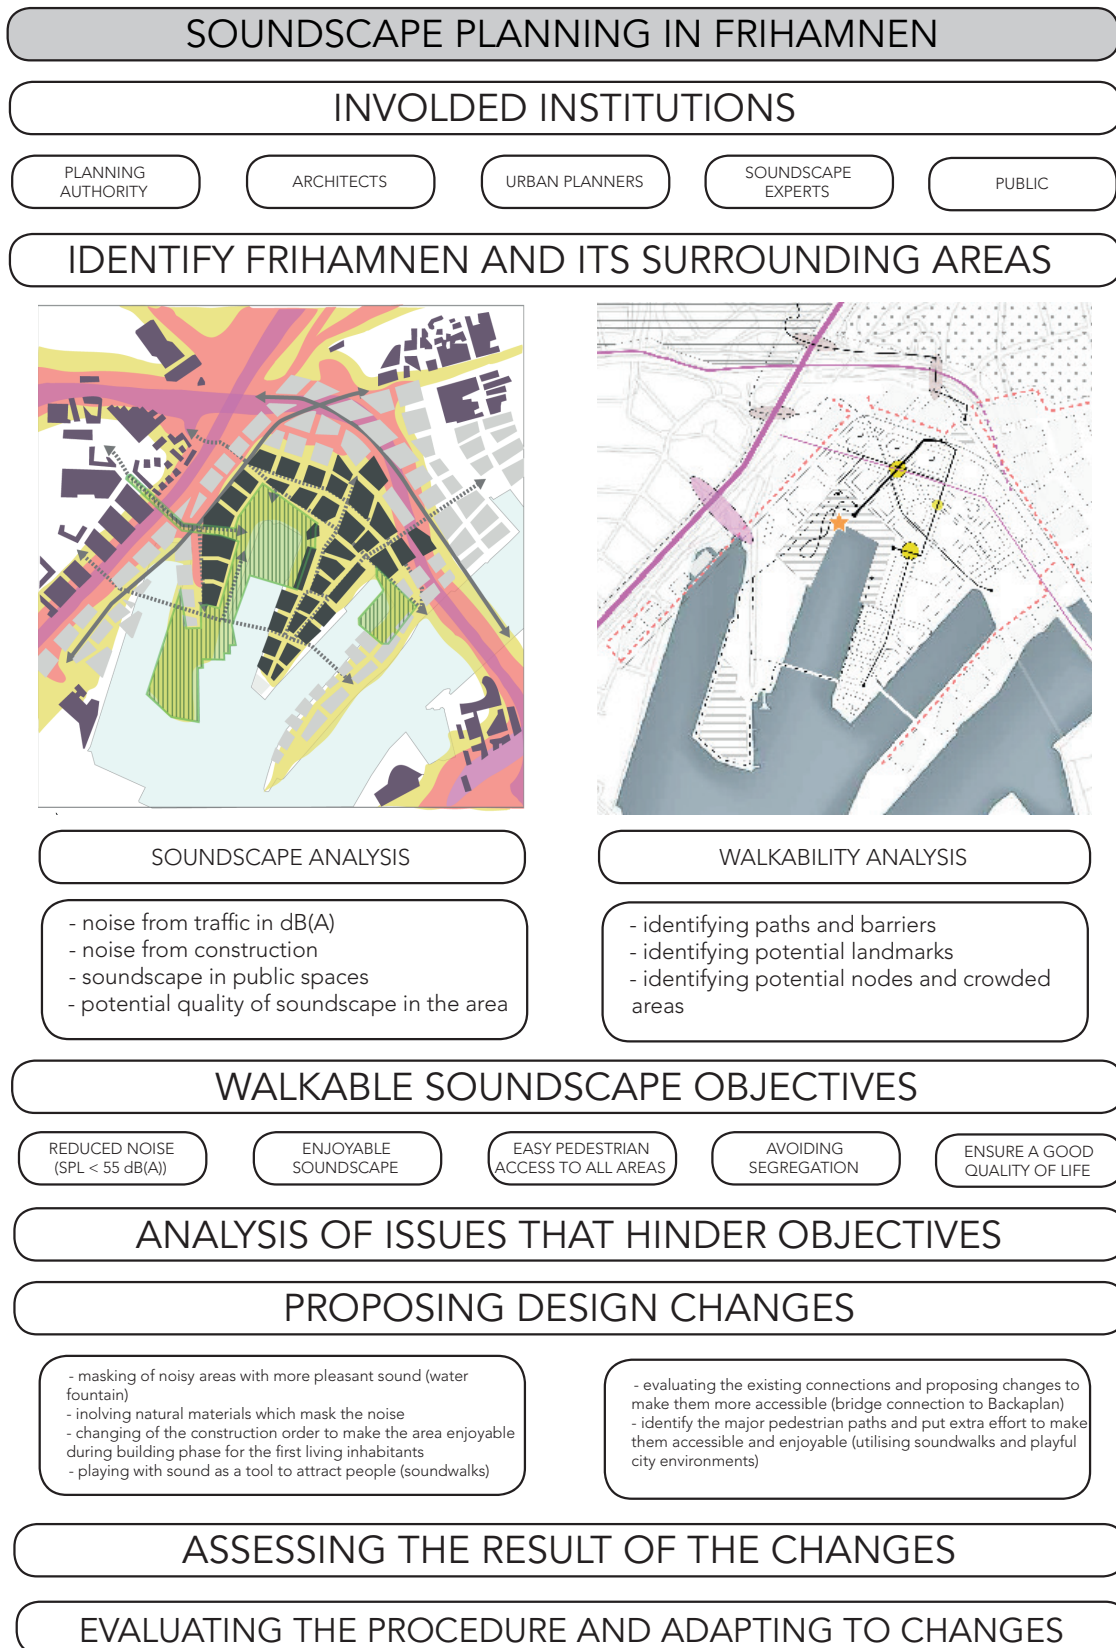 SOUNDSCAPE PLANNING IN FRIHAMNEN
INVOLDED INSTITUTIONS
PLANNING
AUTHORITY
ARCHITECTS
URBAN PLANNERS
SOUNDSCAPE
EXPERTS
PUBLIC
IDENTIFY FRIHAMNEN AND ITS SURROUNDING AREAS
SOUNDSCAPE ANALYSIS
- noise from traffic in dB(A)
- noise from construction
- soundscape in public spaces
- potential quality of soundscape in the area
WALKABILITY ANALYSIS
- identifying paths and barriers
- identifying potential landmarks
- identifying potential nodes and crowded
areas
WALKABLE SOUNDSCAPE OBJECTIVES
REDUCED NOISE
(SPL < 55 dB(A))
ENJOYABLE
SOUNDSCAPE
EASY PEDESTRIAN
ACCESS TO ALL AREAS
AVOIDING
SEGREGATION
ENSURE A GOOD
QUALITY OF LIFE
ANALYSIS OF ISSUES THAT HINDER OBJECTIVES
PROPOSING DESIGN CHANGES
- masking of noisy areas with more pleasant sound (water
fountain)
- inolving natural materials which mask the noise
- changing of the construction order to make the area enjoyable
during building phase for the first living inhabitants
- playing with sound as a tool to attract people (soundwalks)
- evaluating the existing connections and proposing changes to
make them more accessible (bridge connection to Backaplan)
- identify the major pedestrian paths and put extra effort to make
them accessible and enjoyable (utilising soundwalks and playful
city environments)
ASSESSING THE RESULT OF THE CHANGES
EVALUATING THE PROCEDURE AND ADAPTING TO CHANGES